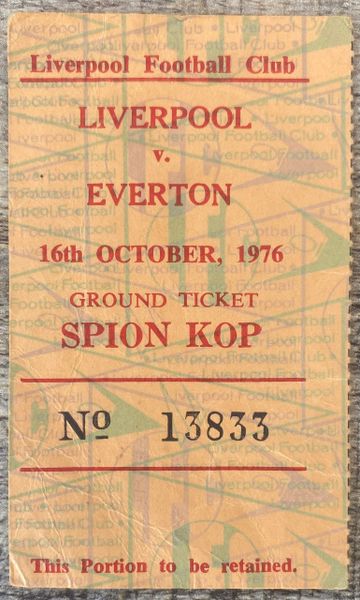 Liverpool Football Club
LIVERPOOL
v.
EVERTON
16th OCTOBER, 1976
GROUND TICKET
SPION KOP
Nº 13833
This Portion to be retained.